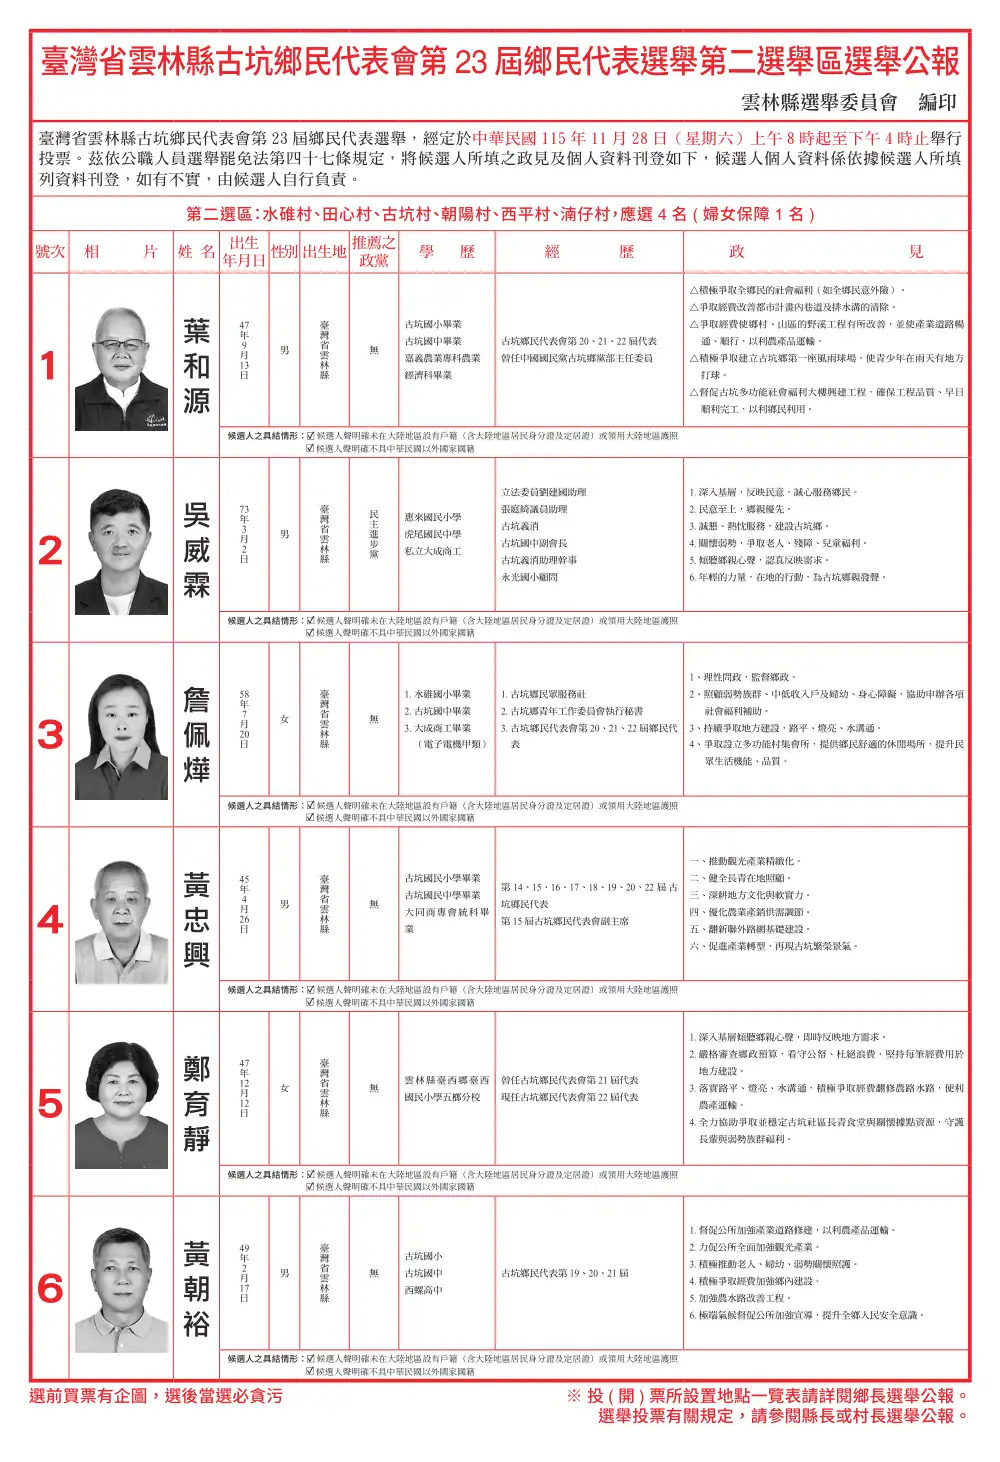 臺灣省雲林縣古坑鄉民代表會第 23 屆鄉民代表選舉第二選舉區選舉公報
雲林縣選舉委員會　編印
臺灣省雲林縣古坑鄉民代表會第 23 屆鄉民代表選舉，經定於中華民國 115 年 11 月 28 日（星期六）上午 8 時起至下午 4 時止舉行
投票。茲依公職人員選舉罷免法第四十七條規定，將候選人所填之政見及個人資料刊登如下，候選人個人資料係依據候選人所填
列資料刊登，如有不實，由候選人自行負責。
第二選區：水碓村、田心村、古坑村、朝陽村、西平村、湳仔村，應選 4 名 ( 婦女保障 1 名 )
號次 相片 姓名 出生年月日 性別 出生地 推薦之政黨 學歷 經歷 政見
1
葉和源
47年9月13日
男
臺灣省雲林縣
無
古坑國小畢業
古坑國中畢業
嘉義農業專科農業
經濟科畢業
古坑鄉民代表會第 20、21、22 屆代表
曾任中國國民黨古坑鄉黨部主任委員
△積極爭取全鄉民的社會福利（如全鄉民意外險）。
△爭取經費改善都市計畫內巷道及排水溝的清除。
△爭取經費使鄉村、山區的野溪工程有所改善，並使產業道路暢
通、順行，以利農產品運輸。
△積極爭取建立古坑鄉第一座風雨球場，使青少年在雨天有地方
打球。
△督促古坑多功能社會福利大樓興建工程，確保工程品質、早日
順利完工，以利鄉民利用。
候選人之具結情形：☑候選人聲明確未在大陸地區設有戶籍（含大陸地區居民身分證及定居證）或領用大陸地區護照
☑候選人聲明確不具中華民國以外國家國籍
2
吳威霖
73年3月2日
男
臺灣省雲林縣
民主進步黨
惠來國民小學
虎尾國民中學
私立大成商工
立法委員劉建國助理
張庭綺議員助理
古坑義消
古坑國中副會長
古坑義消助理幹事
永光國小顧問
1. 深入基層，反映民意，誠心服務鄉民。
2. 民意至上，鄉親優先。
3. 誠懇、熱忱服務，建設古坑鄉。
4. 關懷弱勢，爭取老人、殘障、兒童福利。
5. 傾聽鄉親心聲，認真反映需求。
6. 年輕的力量，在地的行動，為古坑鄉親發聲。
候選人之具結情形：☑候選人聲明確未在大陸地區設有戶籍（含大陸地區居民身分證及定居證）或領用大陸地區護照
☑候選人聲明確不具中華民國以外國家國籍
3
詹佩燁
58年7月20日
女
臺灣省雲林縣
無
1. 水碓國小畢業
2. 古坑國中畢業
3. 大成商工畢業
（電子電機甲類）
1. 古坑鄉民眾服務社
2. 古坑鄉青年工作委員會執行秘書
3. 古坑鄉民代表會第 20、21、22 屆鄉民代
表
1、理性問政，監督鄉政。
2、照顧弱勢族群、中低收入戶及婦幼、身心障礙，協助申辦各項
社會福利補助。
3、持續爭取地方建設，路平、燈亮、水溝通。
4、爭取設立多功能村集會所，提供鄉民舒適的休閒場所，提升民
眾生活機能、品質。
候選人之具結情形：☑候選人聲明確未在大陸地區設有戶籍（含大陸地區居民身分證及定居證）或領用大陸地區護照
☑候選人聲明確不具中華民國以外國家國籍
4
黃忠興
45年4月26日
男
臺灣省雲林縣
無
古坑國民小學畢業
古坑國民中學畢業
大同商專會統科畢
業
第 14、15、16、17、18、19、20、22 屆古
坑鄉民代表
第 15 屆古坑鄉民代表會副主席
一、推動觀光產業精緻化。
二、健全長青在地照顧。
三、深耕地方文化與軟實力。
四、優化農業產銷供需調節。
五、翻新聯外路網基礎建設。
六、促進產業轉型，再現古坑繁榮景氣。
候選人之具結情形：☑候選人聲明確未在大陸地區設有戶籍（含大陸地區居民身分證及定居證）或領用大陸地區護照
☑候選人聲明確不具中華民國以外國家國籍
5
鄭育靜
47年12月12日
女
臺灣省雲林縣
無
雲林縣臺西鄉臺西
國民小學五榔分校
曾任古坑鄉民代表會第 21 屆代表
現任古坑鄉民代表會第 22 屆代表
1. 深入基層傾聽鄉親心聲，即時反映地方需求。
2. 嚴格審查鄉政預算，看守公帑、杜絕浪費，堅持每筆經費用於
地方建設。
3. 落實路平、燈亮、水溝通，積極爭取經費翻修農路水路，便利
農產運輸。
4. 全力協助爭取並穩定古坑社區長青食堂與關懷據點資源，守護
長輩與弱勢族群福利。
候選人之具結情形：☑候選人聲明確未在大陸地區設有戶籍（含大陸地區居民身分證及定居證）或領用大陸地區護照
☑候選人聲明確不具中華民國以外國家國籍
6
黃朝裕
49年2月17日
男
臺灣省雲林縣
無
古坑國小
古坑國中
西螺高中
古坑鄉民代表第 19、20、21 屆
1. 督促公所加強產業道路修建，以利農產品運輸。
2. 力促公所全面加強觀光產業。
3. 積極推動老人、婦幼、弱勢關懷照護。
4. 積極爭取經費加強鄉內建設。
5. 加強農水路改善工程。
6. 極端氣候督促公所加強宣導，提升全鄉人民安全意識。
候選人之具結情形：☑候選人聲明確未在大陸地區設有戶籍（含大陸地區居民身分證及定居證）或領用大陸地區護照
☑候選人聲明確不具中華民國以外國家國籍
選前買票有企圖，選後當選必貪污
※ 投 ( 開 ) 票所設置地點一覽表請詳閱鄉長選舉公報。
選舉投票有關規定，請參閱縣長或村長選舉公報。